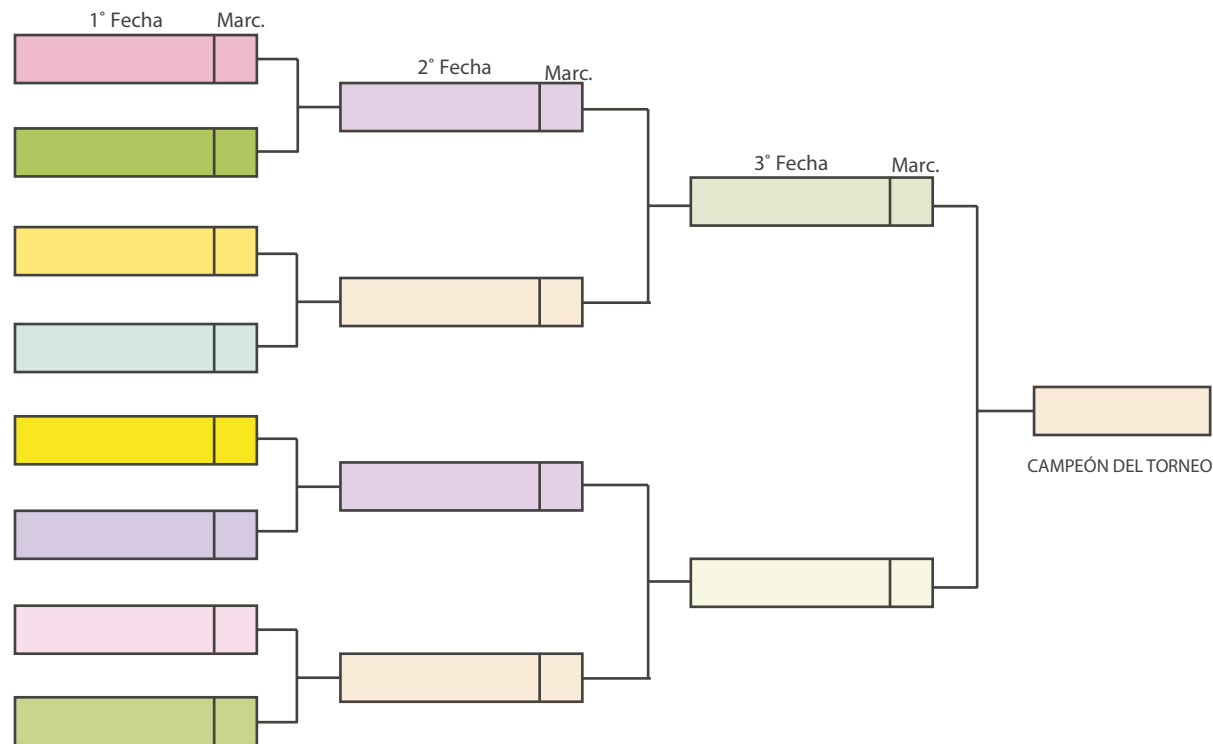 1° Fecha Marc.
2° Fecha Marc.
3° Fecha Marc.
CAMPEÓN DEL TORNEO